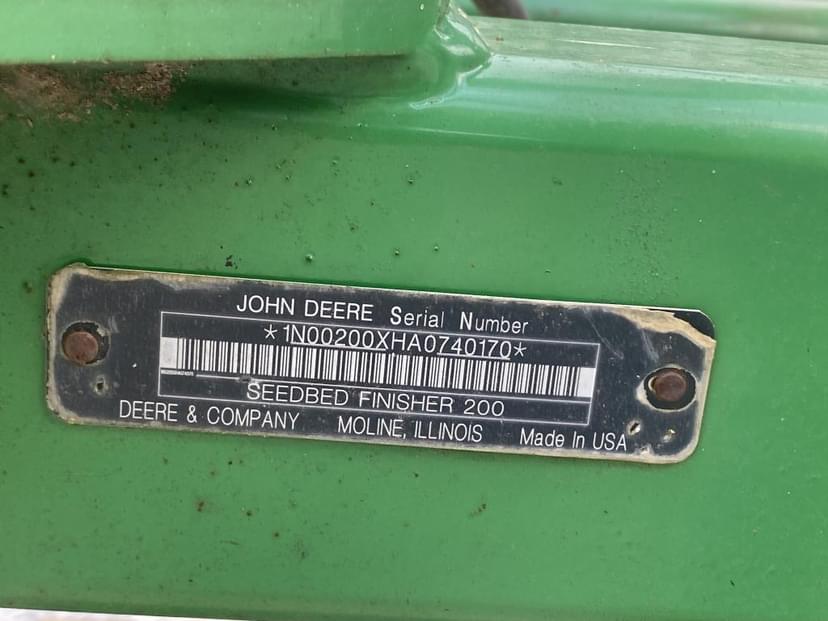 JOHN DEERE Serial Number
*1N00200XHA0740170*
SEEDBED FINISHER 200
DEERE & COMPANY MOLINE, ILLINOIS Made In USA